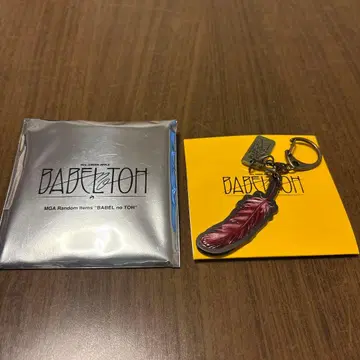 BABEL no TOH
MGA Random Items "BABEL no TOH"
BABEL no TOH